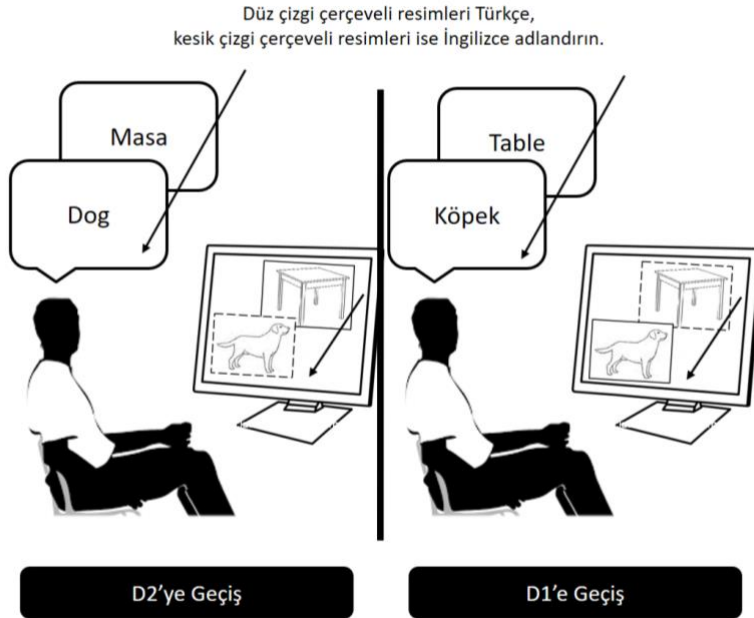 Düz çizgi çerçeveli resimleri Türkçe,
kesik çizgi çerçeveli resimleri ise İngilizce adlandırın.
Masa
Dog
Table
Köpek
D2'ye Geçiş
D1'e Geçiş